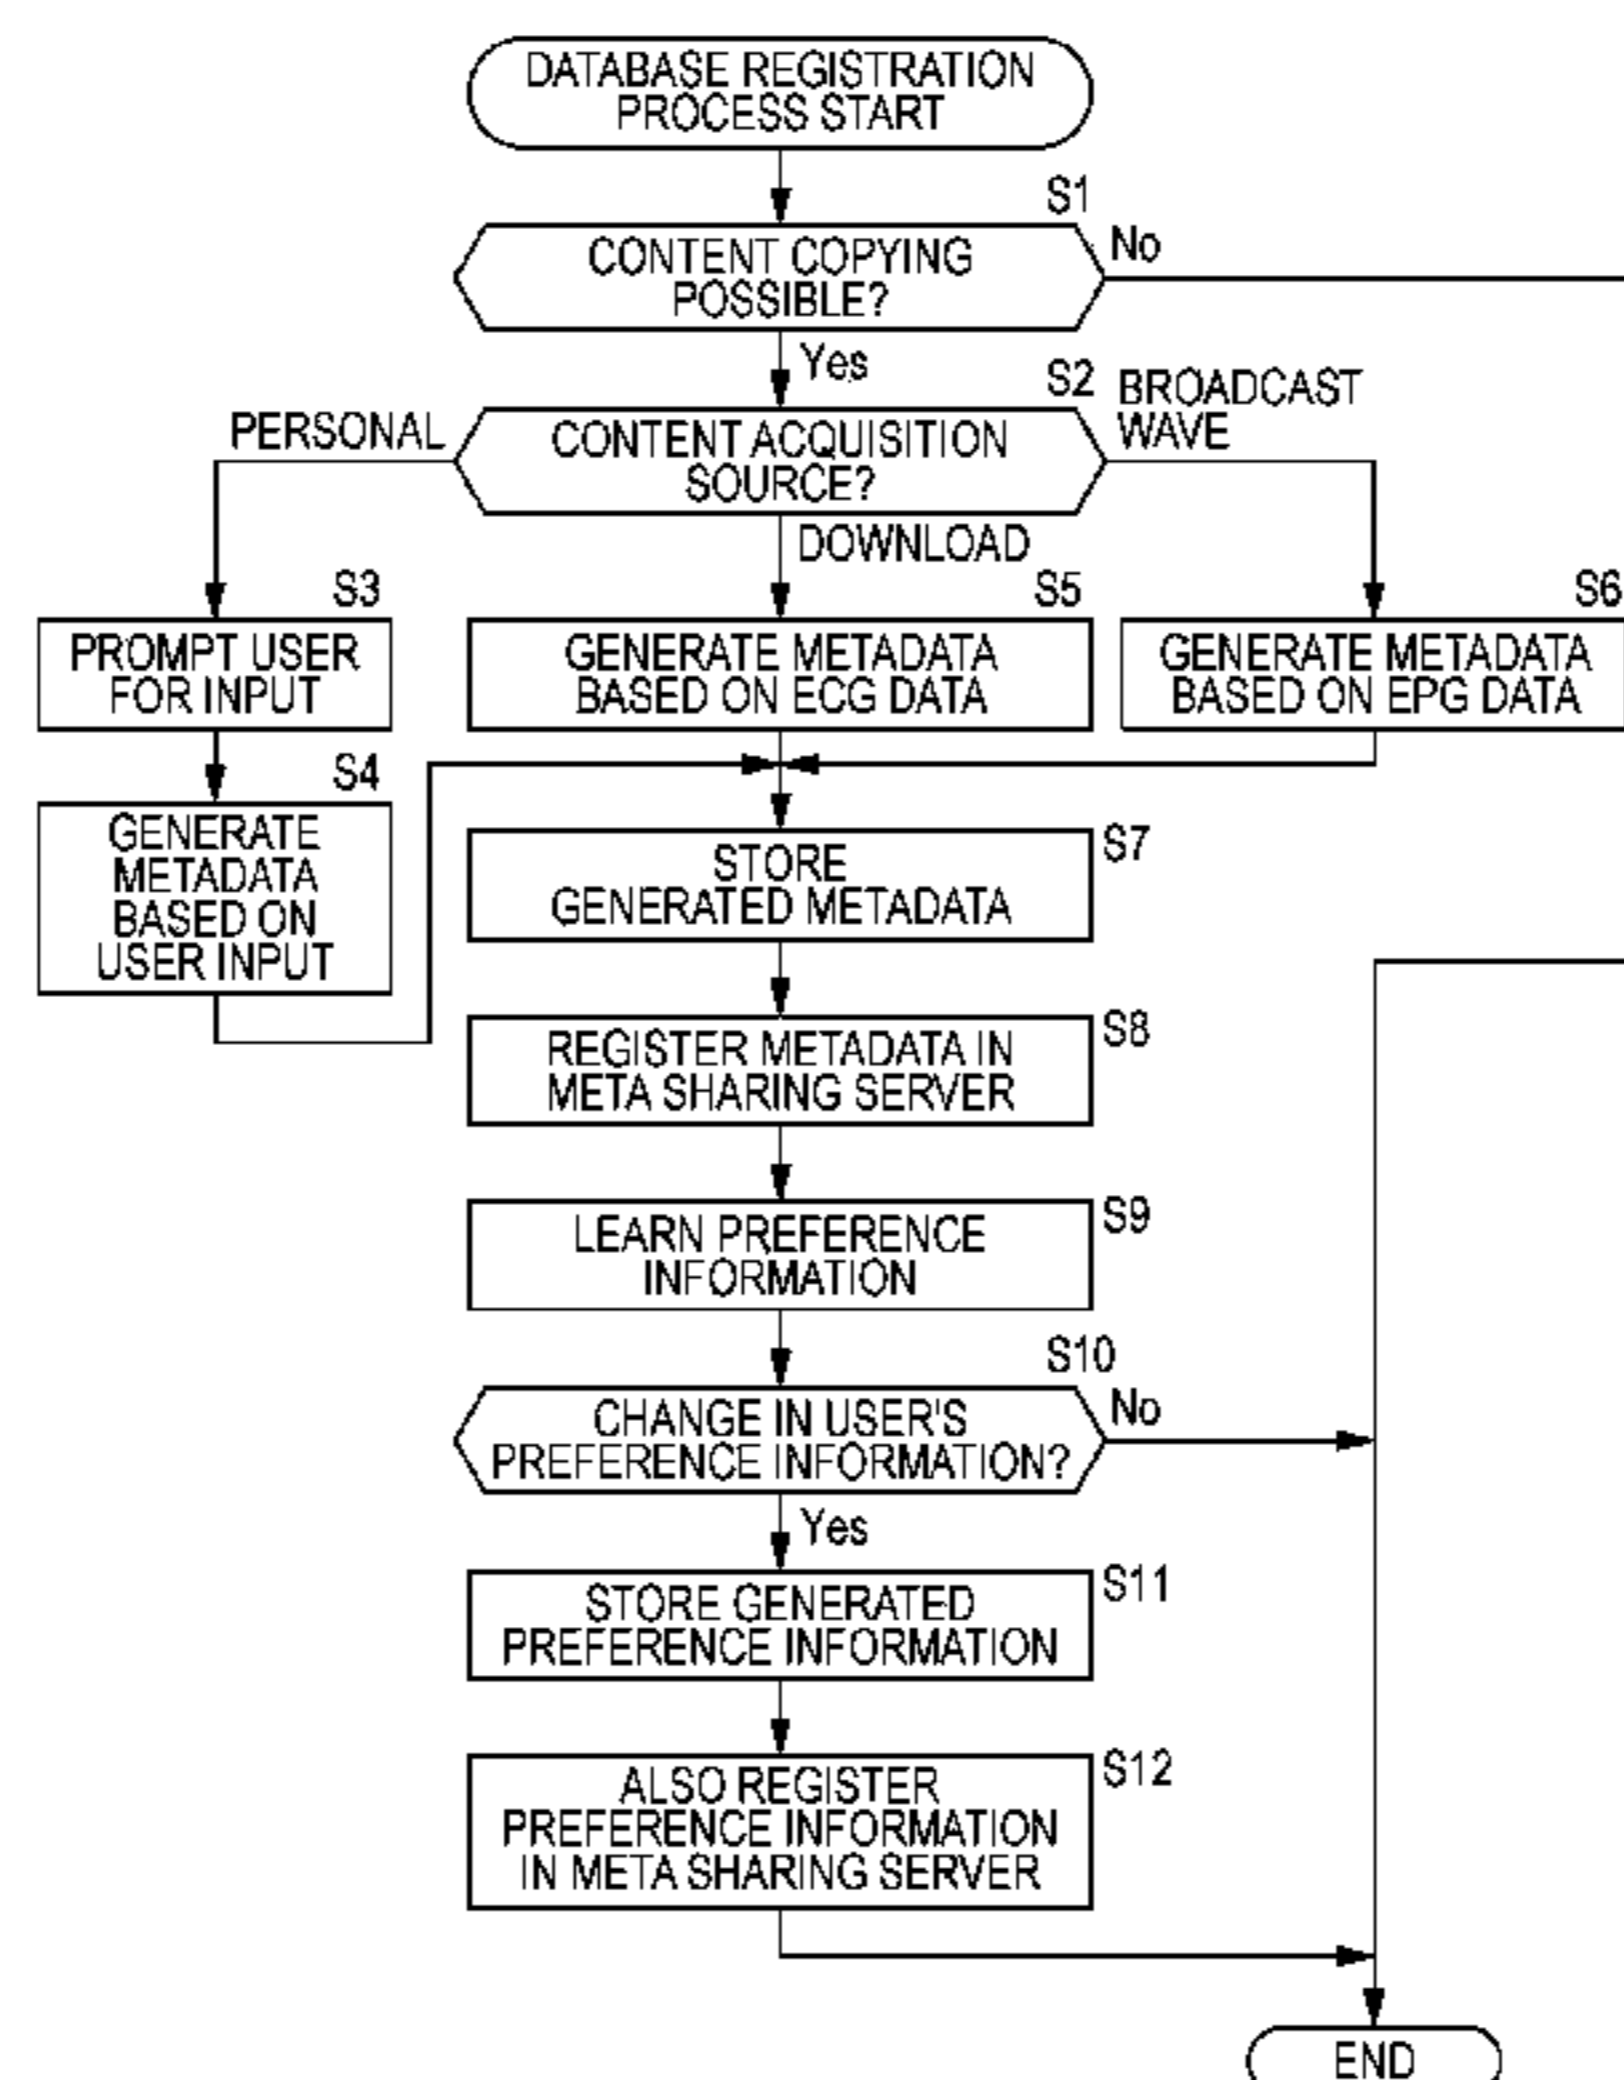 DATABASE REGISTRATION
PROCESS START
S1
CONTENT COPYING
POSSIBLE?
No
Yes
S2
BROADCAST
WAVE
PERSONAL
CONTENT ACQUISITION
SOURCE?
DOWNLOAD
S3
S5
S6
PROMPT USER
FOR INPUT
GENERATE METADATA
BASED ON ECG DATA
GENERATE METADATA
BASED ON EPG DATA
S4
GENERATE
METADATA
BASED ON
USER INPUT
S7
STORE
GENERATED METADATA
S8
REGISTER METADATA IN
META SHARING SERVER
S9
LEARN PREFERENCE
INFORMATION
S10
CHANGE IN USER'S
PREFERENCE INFORMATION?
No
Yes
S11
STORE GENERATED
PREFERENCE INFORMATION
S12
ALSO REGISTER
PREFERENCE INFORMATION
IN META SHARING SERVER
END